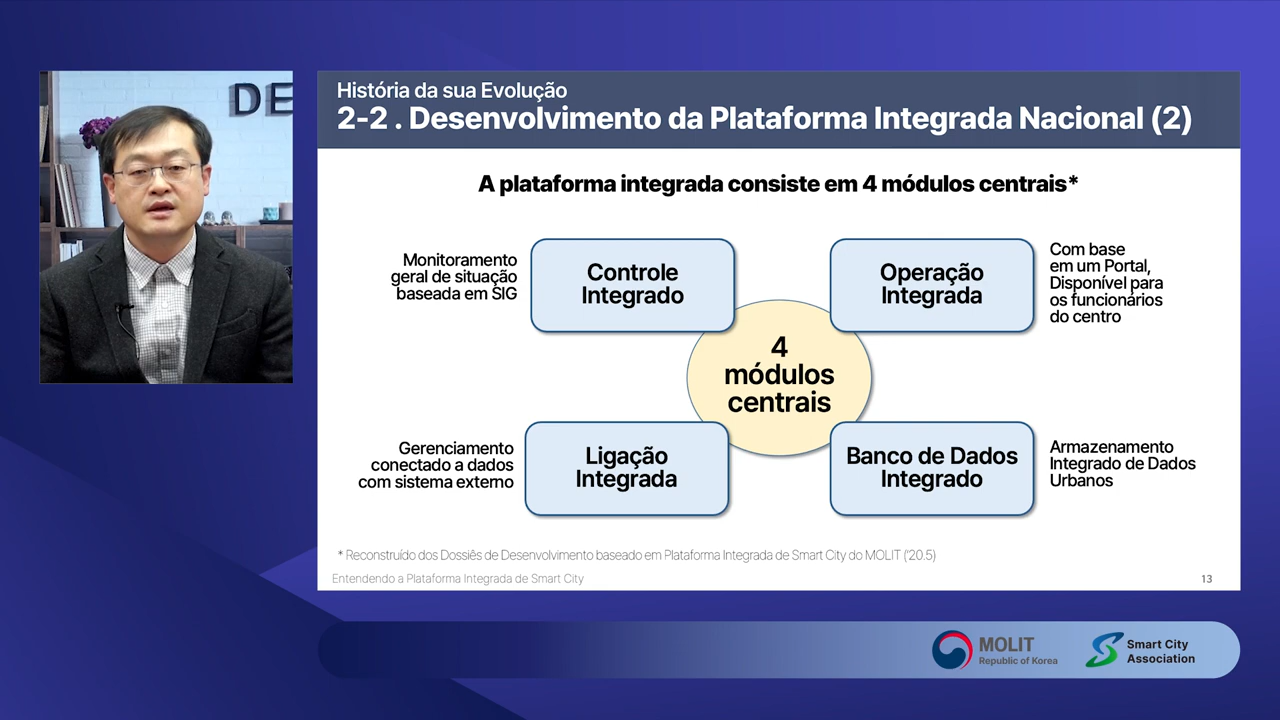 DE
História da sua Evolução
2-2 . Desenvolvimento da Plataforma Integrada Nacional (2)
A plataforma integrada consiste em 4 módulos centrais*
Monitoramento
geral de situação
baseada em SIG
Controle
Integrado
Operação
Integrada
Com base
em um Portal,
Disponível para
os funcionários
do centro
4
módulos
centrais
Gerenciamento
conectado a dados
com sistema externo
Ligação
Integrada
Banco de Dados
Integrado
Armazenamento
Integrado de Dados
Urbanos
* Reconstruído dos Dossiês de Desenvolvimento baseado em Plataforma Integrada de Smart City do MOLIT ('20.5)
Entendendo a Plataforma Integrada de Smart City
13
MOLIT
Republic of Korea
Smart City
Association